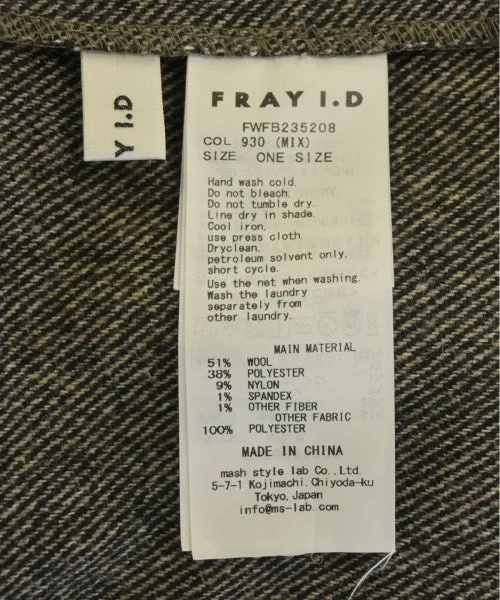 Y I.D
FRAY I.D
FWFB235208
COL 930 (MIX)
SIZE ONE SIZE
Hand wash cold.
Do not bleach.
Do not tumble dry.
Line dry in shade.
Cool iron.
use press cloth.
Dryclean.
petroleum solvent only.
short cycle.
Use the net when washing.
Wash the laundry
separately from
other laundry.
MAIN MATERIAL
51% WOOL
38% POLYESTER
9% NYLON
1% SPANDEX
1% OTHER FIBER
OTHER FABRIC
100% POLYESTER
MADE IN CHINA
mash style lab Co.,Ltd.
5-7-1 Kojimachi,Chiyoda-ku
Tokyo,Japan
info@ms-lab.com